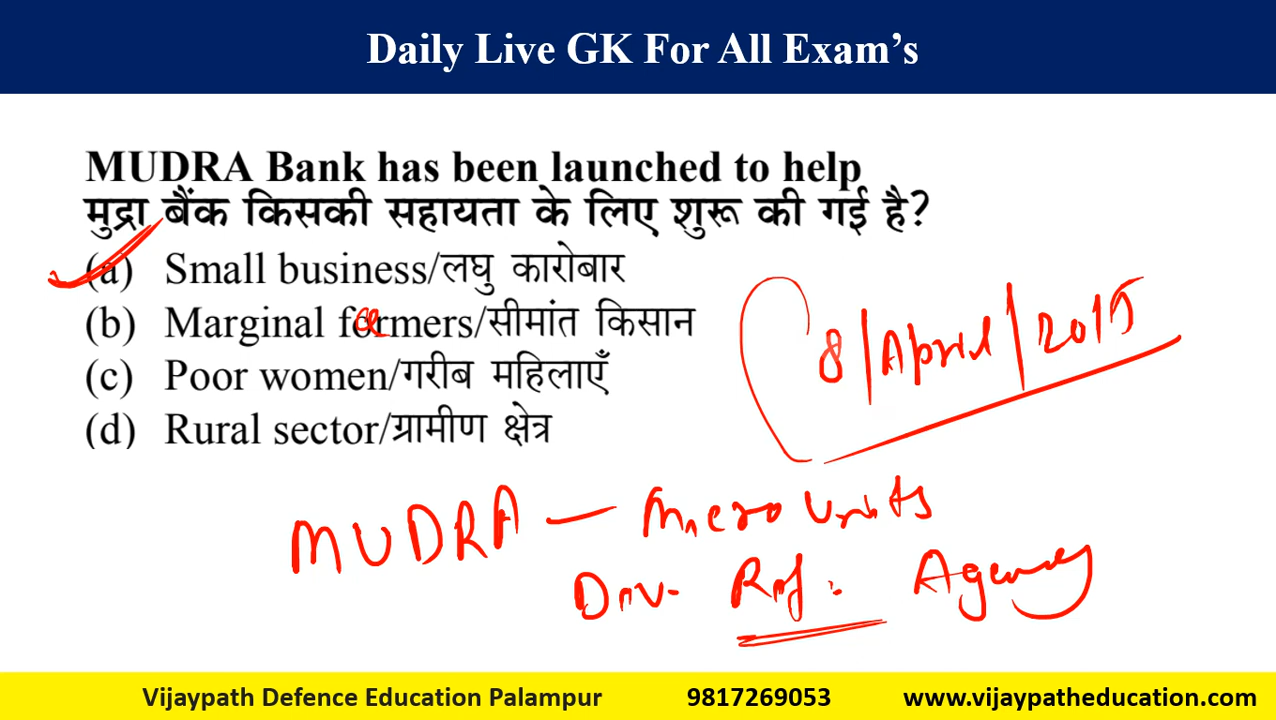 Daily Live GK For All Exam's
MUDRA Bank has been launched to help
मुद्रा बैंक किसकी सहायता के लिए शुरू की गई है?
(a) Small business/लघु कारोबार
(b) Marginal farmers/सीमांत किसान
(c) Poor women/गरीब महिलाएँ
(d) Rural sector/ग्रामीण क्षेत्र
8/April/2015
MUDRA - Micro Units
Dev. Ref. Agency
Vijaypath Defence Education Palampur 9817269053 www.vijaypatheducation.com